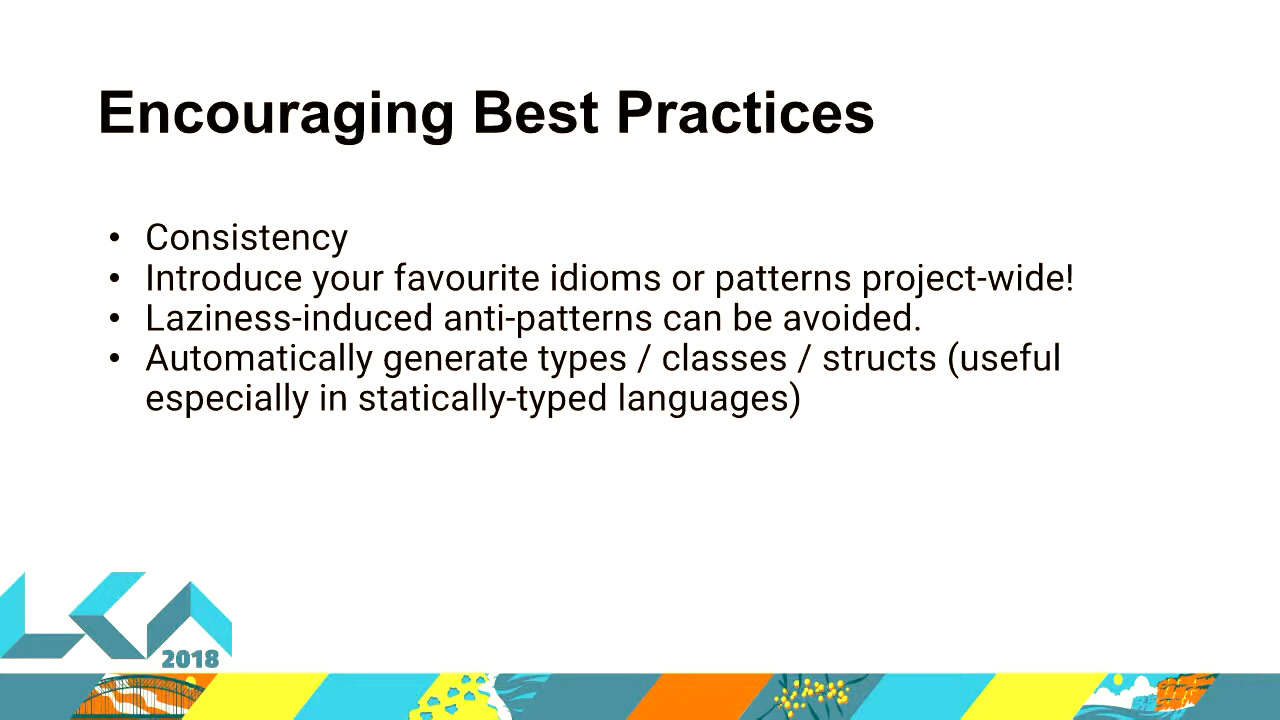 Encouraging Best Practices
• Consistency
• Introduce your favourite idioms or patterns project-wide!
• Laziness-induced anti-patterns can be avoided.
• Automatically generate types / classes / structs (useful
especially in statically-typed languages)
LCA
2018